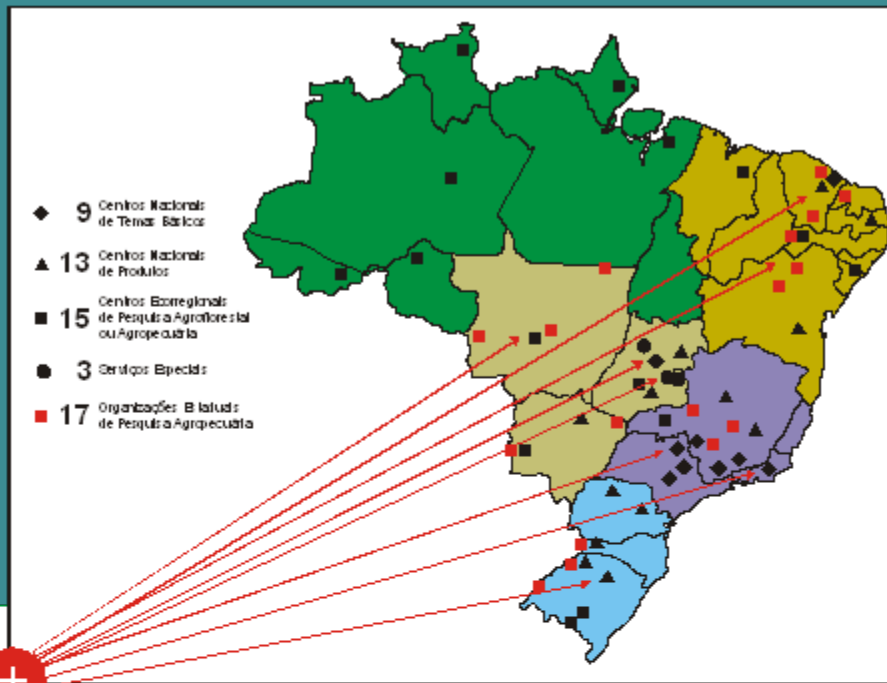 9 Centros Nacionais
de Temas Básicos
13 Centros Nacionais
de Produtos
15 Centros Ecorregionais
de Pesquisa Agroflorestal
ou Agropecuária
3 Serviços Especiais
17 Organizações Estaduais
de Pesquisa Agropecuária
+